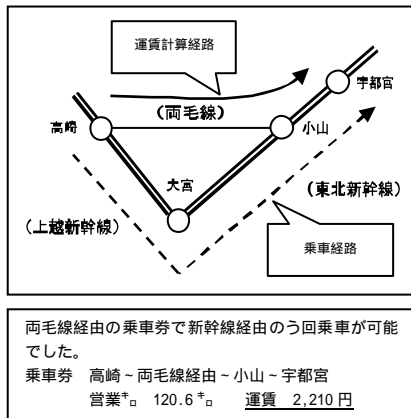 運賃計算経路
宇都宮
(両毛線)
高崎
小山
大宮
(東北新幹線)
(上越新幹線)
乗車経路
両毛線経由の乗車券で新幹線経由のう回乗車が可能
でした。
乗車券 高崎~両毛線経由~小山~宇都宮
営業㌔ 120.6㌔ 運賃 2,210円